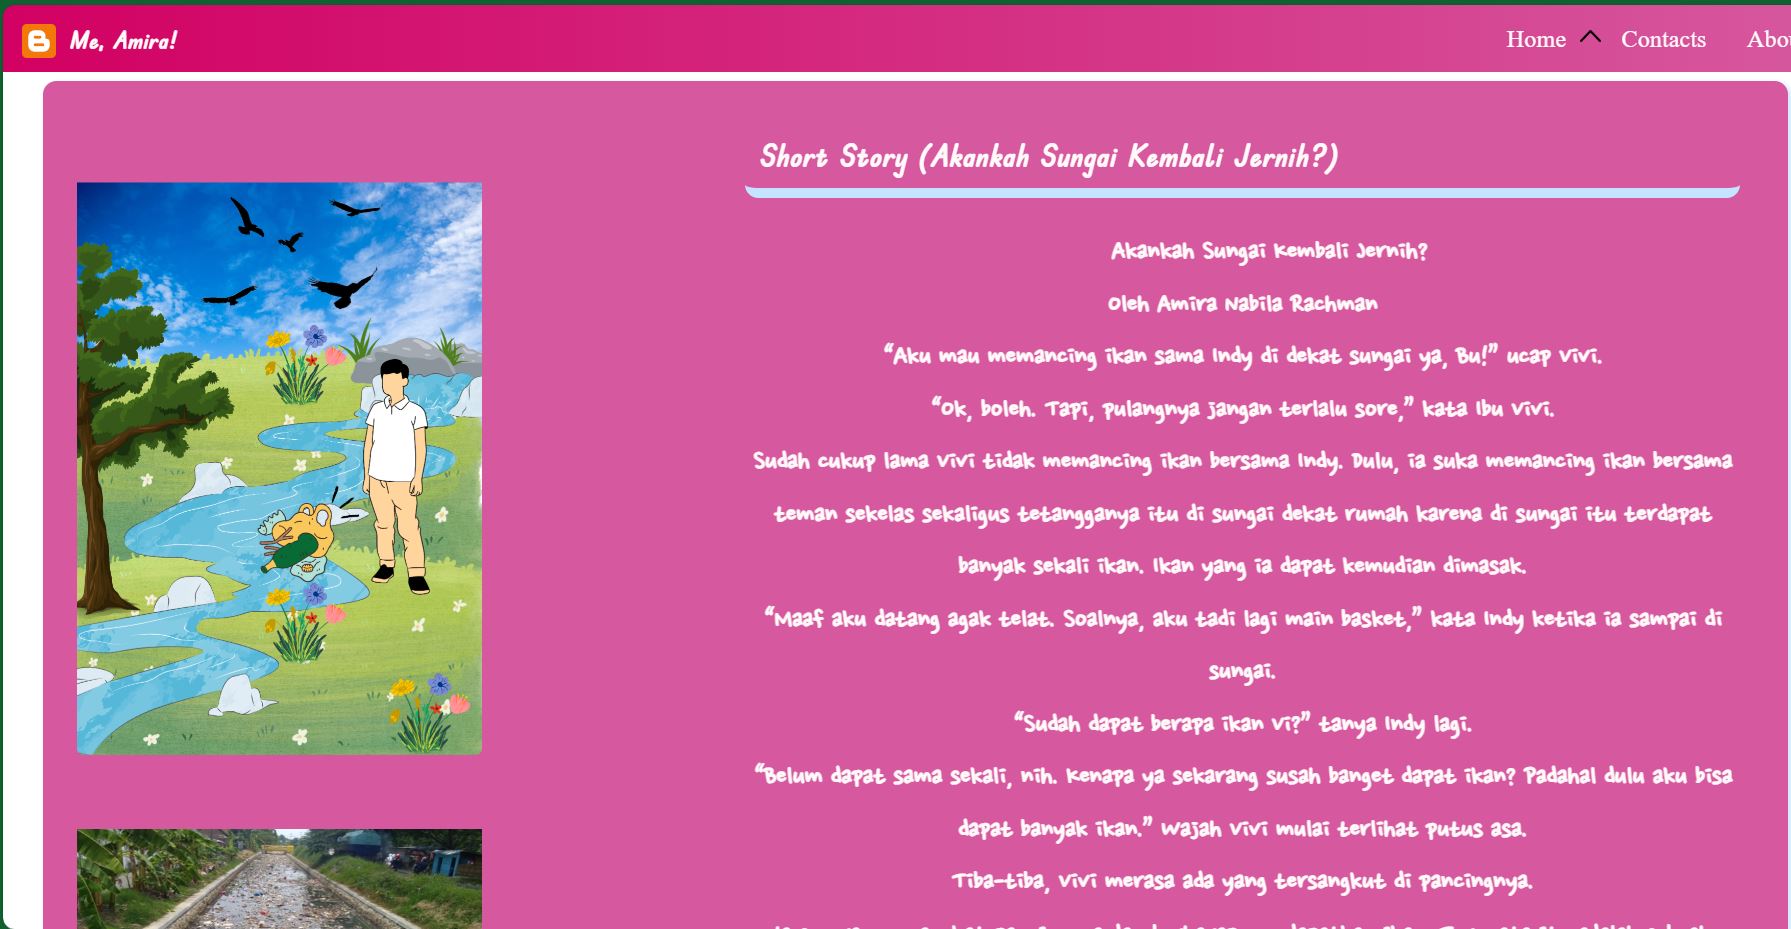 Me, Amira!
Home
Contacts
Short Story (Akankah Sungai Kembali Jernih?)
Akankah Sungai Kembali Jernih?
Oleh Amira Nabila Rachman
“Aku mau memancing ikan sama Indy di dekat sungai ya, Bu!” ucap Vivi.
“Ok, boleh. Tapi, pulangnya jangan terlalu sore,” kata Ibu Vivi.
Sudah cukup lama Vivi tidak memancing ikan bersama Indy. Dulu, ia suka memancing ikan bersama
teman sekelas sekaligus tetangganya itu di sungai dekat rumah karena di sungai itu terdapat
banyak sekali ikan. Ikan yang ia dapat kemudian dimasak.
“Maaf aku datang agak telat. Soalnya, aku tadi lagi main basket,” kata Indy ketika ia sampai di
sungai.
“Sudah dapat berapa ikan Vi?” tanya Indy lagi.
“Belum dapat sama sekali, nih. Kenapa ya sekarang susah banget dapat ikan? Padahal dulu aku bisa
dapat banyak ikan.” Wajah Vivi mulai terlihat putus asa.
Tiba-tiba, Vivi merasa ada yang tersangkut di pancingnya.